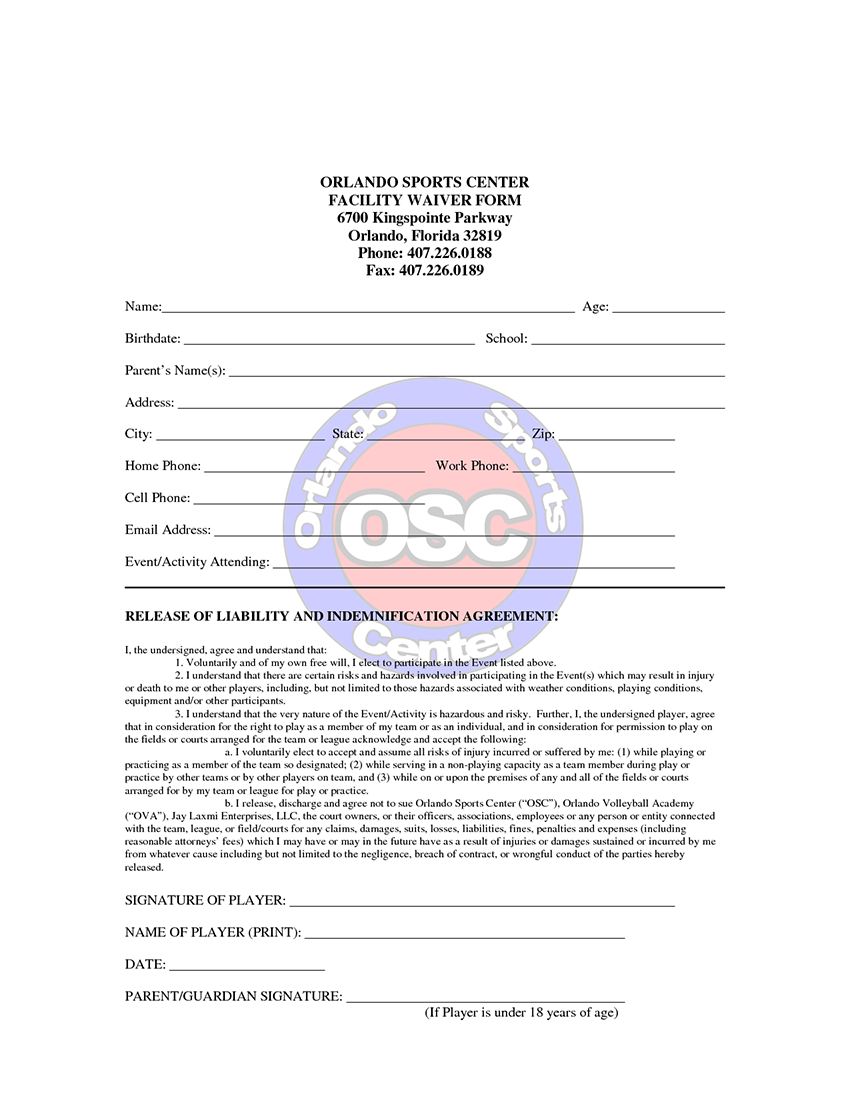 ORLANDO SPORTS CENTER
FACILITY WAIVER FORM
6700 Kingspointe Parkway
Orlando, Florida 32819
Phone: 407.226.0188
Fax: 407.226.0189
Name:____ Age: ____
Birthdate: ____ School: ____
Parent’s Name(s): ____
Address: ____
City: ____ State: ____ Zip: ____
Home Phone: ____ Work Phone: ____
Cell Phone: ____
Email Address: ____
Event/Activity Attending: ____
Orlando Sports
OSC
Center
RELEASE OF LIABILITY AND INDEMNIFICATION AGREEMENT:
I, the undersigned, agree and understand that:
1. Voluntarily and of my own free will, I elect to participate in the Event listed above.
2. I understand that there are certain risks and hazards involved in participating in the Event(s) which may result in injury
or death to me or other players, including, but not limited to those hazards associated with weather conditions, playing conditions,
equipment and/or other participants.
3. I understand that the very nature of the Event/Activity is hazardous and risky. Further, I, the undersigned player, agree
that in consideration for the right to play as a member of my team or as an individual, and in consideration for permission to play on
the fields or courts arranged for the team or league acknowledge and accept the following:
a. I voluntarily elect to accept and assume all risks of injury incurred or suffered by me: (1) while playing or
practicing as a member of the team so designated; (2) while serving in a non-playing capacity as a team member during play or
practice by other teams or by other players on team, and (3) while on or upon the premises of any and all of the fields or courts
arranged for by my team or league for play or practice.
b. I release, discharge and agree not to sue Orlando Sports Center (“OSC”), Orlando Volleyball Academy
(“OVA”), Jay Laxmi Enterprises, LLC, the court owners, or their officers, associations, employees or any person or entity connected
with the team, league, or field/courts for any claims, damages, suits, losses, liabilities, fines, penalties and expenses (including
reasonable attorneys’ fees) which I may have or may in the future have as a result of injuries or damages sustained or incurred by me
from whatever cause including but not limited to the negligence, breach of contract, or wrongful conduct of the parties hereby
released.
SIGNATURE OF PLAYER: ____
NAME OF PLAYER (PRINT): ____
DATE: ____
PARENT/GUARDIAN SIGNATURE: ____
(If Player is under 18 years of age)